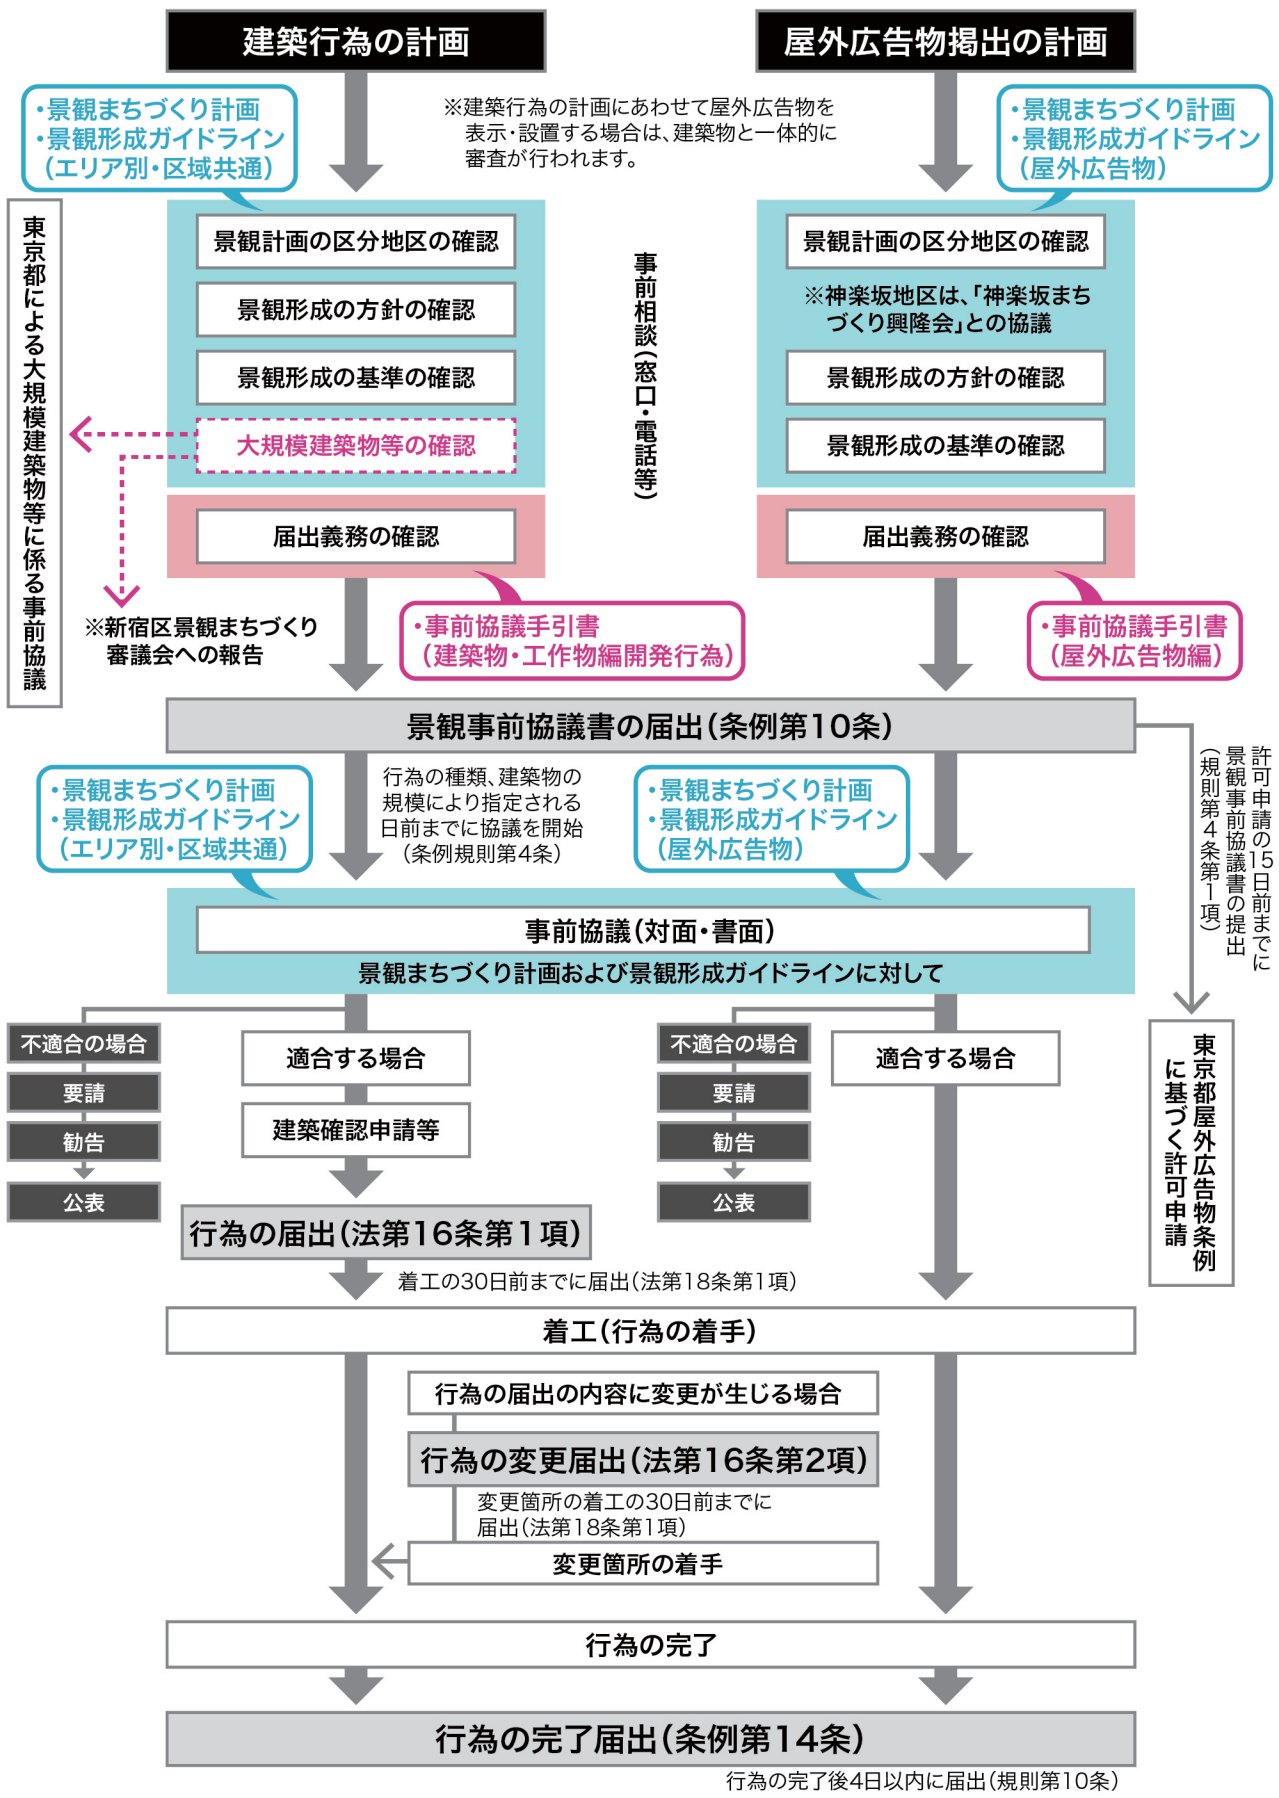 建築行為の計画
屋外広告物掲出の計画
・景観まちづくり計画
・景観形成ガイドライン
（エリア別・区域共通）
※建築行為の計画にあわせて屋外広告物を
表示・設置する場合は、建築物と一体的に
審査が行われます。
・景観まちづくり計画
・景観形成ガイドライン
（屋外広告物）
東京都による大規模建築物等に係る事前協議
景観計画の区分地区の確認
景観形成の方針の確認
景観形成の基準の確認
大規模建築物等の確認
届出義務の確認
事前相談（窓口・電話等）
景観計画の区分地区の確認
※神楽坂地区は、「神楽坂まち
づくり興隆会」との協議
景観形成の方針の確認
景観形成の基準の確認
届出義務の確認
※新宿区景観まちづくり
審議会への報告
・事前協議手引書
（建築物・工作物編開発行為）
・事前協議手引書
（屋外広告物編）
景観事前協議書の届出（条例第10条）
・景観まちづくり計画
・景観形成ガイドライン
（エリア別・区域共通）
行為の種類、建築物の
規模により指定される
日前までに協議を開始
（条例規則第4条）
・景観まちづくり計画
・景観形成ガイドライン
（屋外広告物）
許可申請の15日前までに
景観事前協議書の提出
（規則第4条第1項）
事前協議（対面・書面）
景観まちづくり計画および景観形成ガイドラインに対して
不適合の場合
要請
勧告
公表
適合する場合
建築確認申請等
行為の届出（法第16条第1項）
不適合の場合
要請
勧告
公表
適合する場合
東京都屋外広告物条例
に基づく許可申請
着工の30日前までに届出（法第18条第1項）
着工（行為の着手）
行為の届出の内容に変更が生じる場合
行為の変更届出（法第16条第2項）
変更箇所の着工の30日前までに
届出（法第18条第1項）
変更箇所の着手
行為の完了
行為の完了届出（条例第14条）
行為の完了後4日以内に届出（規則第10条）